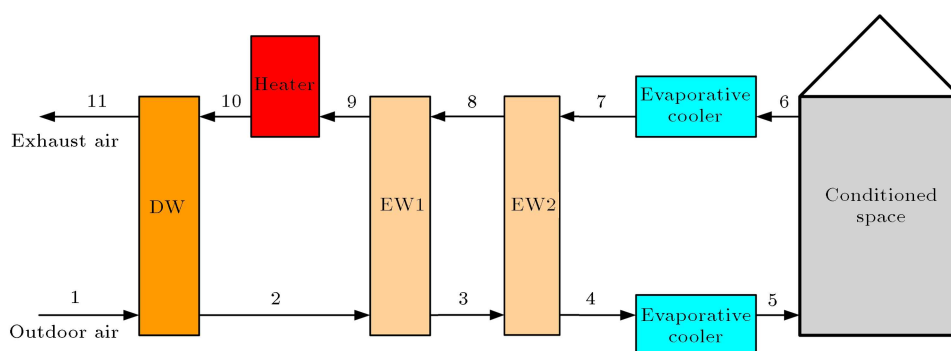 Heater
Evaporative
cooler
11
10
9
8
7
6
Exhaust air
DW
EW1
EW2
Conditioned
space
1
2
3
4
5
Outdoor air
Evaporative
cooler